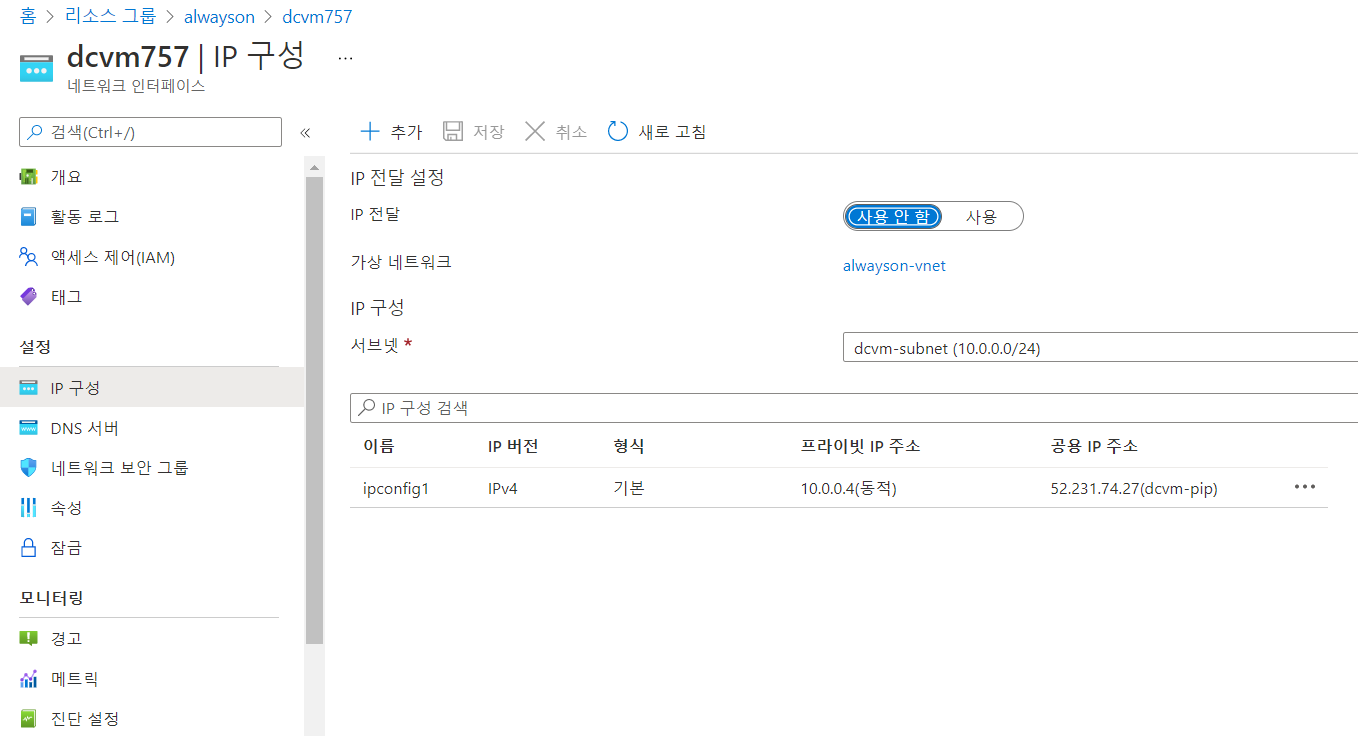 홈 > 리소스 그룹 > alwayson > dcvm757
dcvm757 | IP 구성 ...
네트워크 인터페이스
검색(Ctrl+/) «
개요
활동 로그
액세스 제어(IAM)
태그
설정
IP 구성
DNS 서버
네트워크 보안 그룹
속성
잠금
모니터링
경고
메트릭
진단 설정
추가 저장 취소 새로 고침
IP 전달 설정
IP 전달 사용 안 함 사용
가상 네트워크 alwayson-vnet
IP 구성
서브넷 * dcvm-subnet (10.0.0.0/24)
IP 구성 검색
이름 IP 버전 형식 프라이빗 IP 주소 공용 IP 주소
ipconfig1 IPv4 기본 10.0.0.4(동적) 52.231.74.27(dcvm-pip) •••